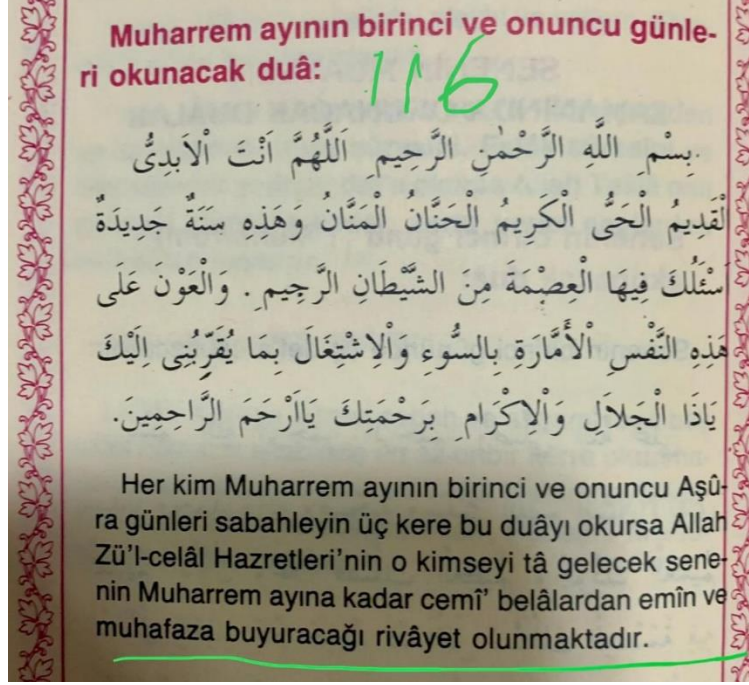 Muharrem ayının birinci ve onuncu günle-
ri okunacak duâ:
116
بِسْمِ اللَّهِ الرَّحْمٰنِ الرَّحِيمِ اَللّٰهُمَّ اَنْتَ الْاَبَدِىُّ
الْقَدِيمُ الْحَىُّ الْكَرِيمُ الْحَنَّانُ الْمَنَّانُ وَهَذِهِ سَنَةٌ جَدِيدَةٌ
اَسْئَلُكَ فِيهَا الْعِصْمَةَ مِنَ الشَّيْطَانِ الرَّجِيمِ . وَالْعَوْنَ عَلَى
هَذِهِ النَّفْسِ الْأَمَّارَةِ بِالسُّوءِ وَالْاِشْتِغَالَ بِمَا يُقَرِّبُنِى اِلَيْكَ
يَاذَا الْجَلَالِ وَالْاِكْرَامِ بِرَحْمَتِكَ يَااَرْحَمَ الرَّاحِمِينَ.
Her kim Muharrem ayının birinci ve onuncu Aşû-
ra günleri sabahleyin üç kere bu duâyı okursa Allah
Zü'l-celâl Hazretleri'nin o kimseyi tâ gelecek sene-
nin Muharrem ayına kadar cemî' belâlardan emîn ve
muhafaza buyuracağı rivâyet olunmaktadır.